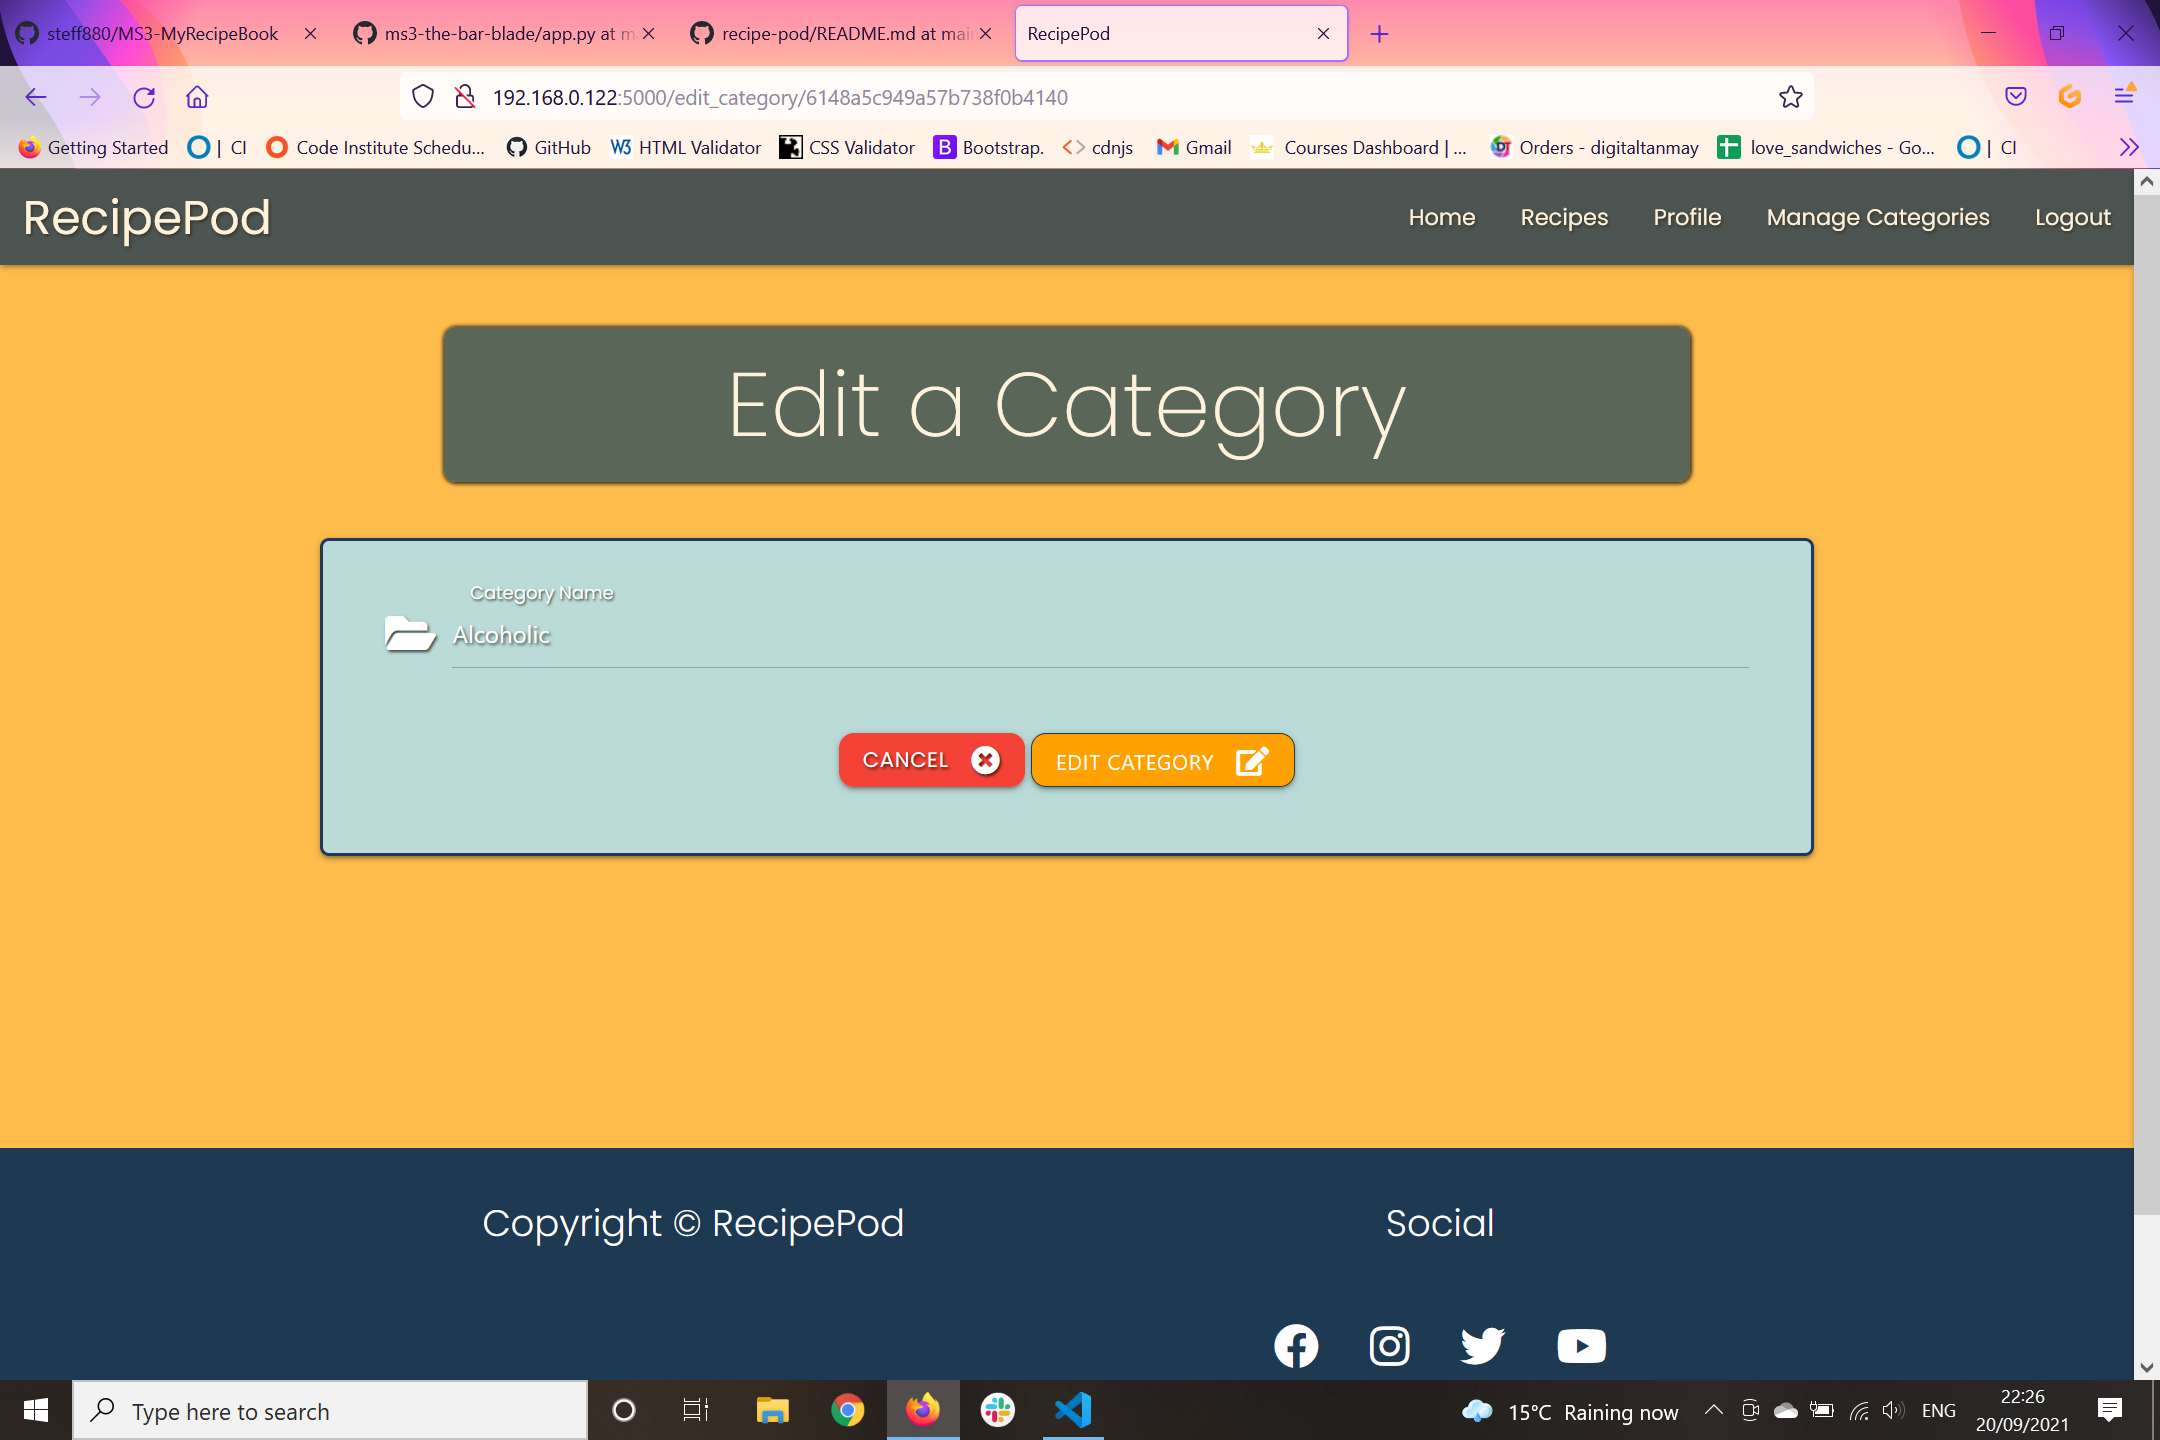 steff880/MS3-MyRecipeBook
ms3-the-bar-blade/app.py at m
recipe-pod/README.md at mai
RecipePod
192.168.0.122:5000/edit_category/6148a5c949a57b738f0b4140
Getting Started | CI Code Institute Schedu... GitHub HTML Validator CSS Validator Bootstrap. cdnjs Gmail Courses Dashboard | ... Orders - digitaltanmay love_sandwiches - Go... | CI
RecipePod
Home Recipes Profile Manage Categories Logout
Edit a Category
Category Name
Alcoholic
CANCEL
EDIT CATEGORY
Copyright © RecipePod
Social
Type here to search
15°C Raining now
ENG
22:26
20/09/2021